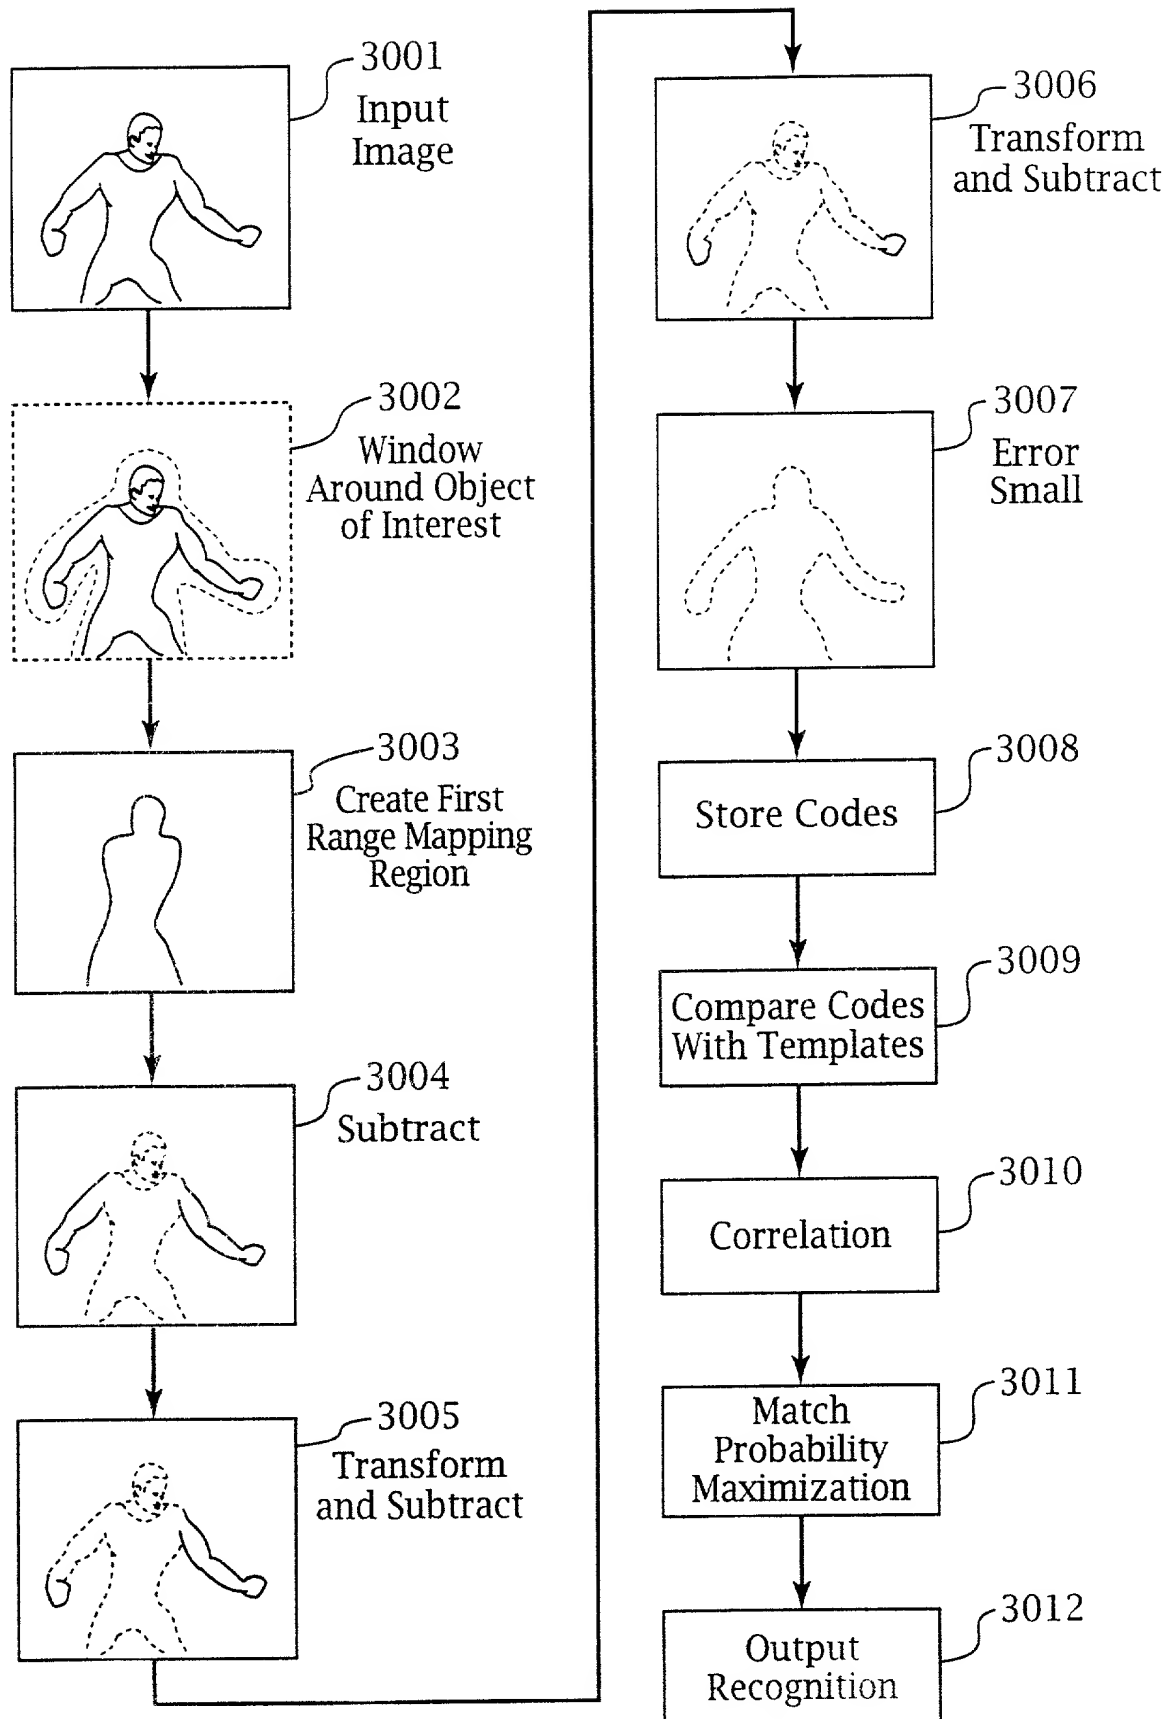 3001
Input
Image
3002
Window
Around Object
of Interest
3003
Create First
Range Mapping
Region
3004
Subtract
3005
Transform
and Subtract
3006
Transform
and Subtract
3007
Error
Small
3008
Store Codes
3009
Compare Codes
With Templates
3010
Correlation
3011
Match
Probability
Maximization
3012
Output
Recognition